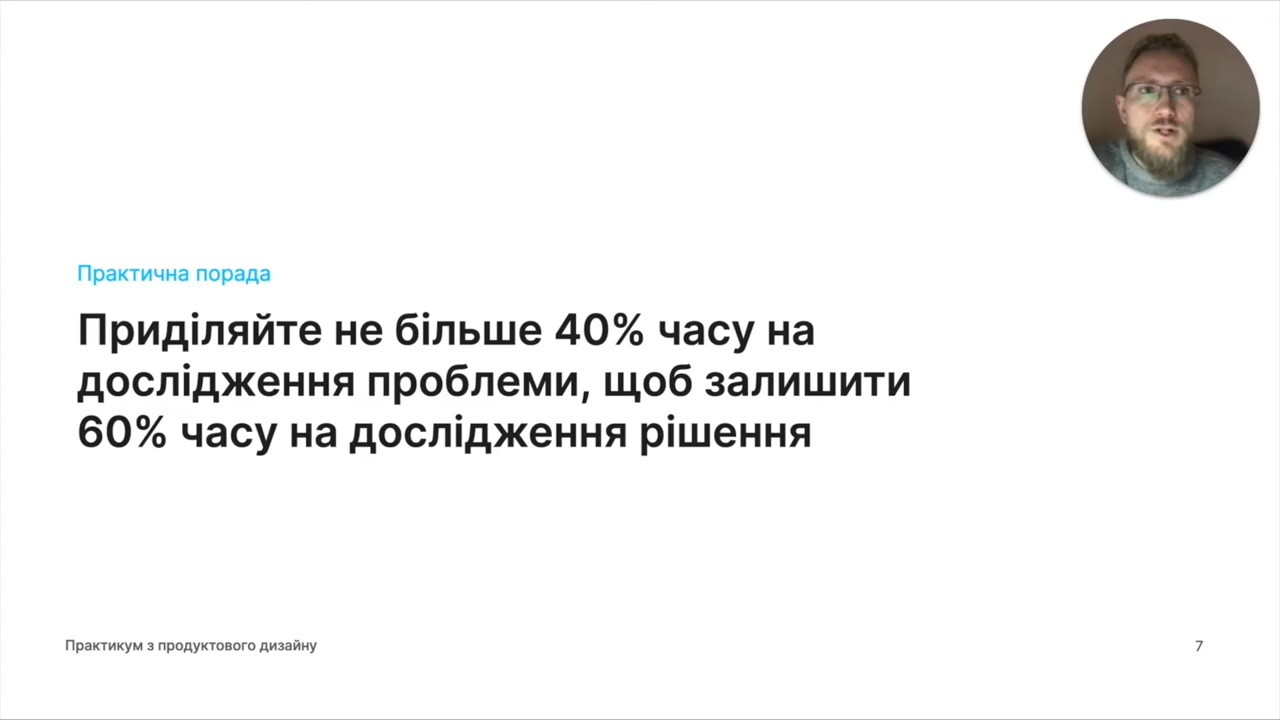 Практична порада
Приділяйте не більше 40% часу на
дослідження проблеми, щоб залишити
60% часу на дослідження рішення
Практикум з продуктового дизайну
7